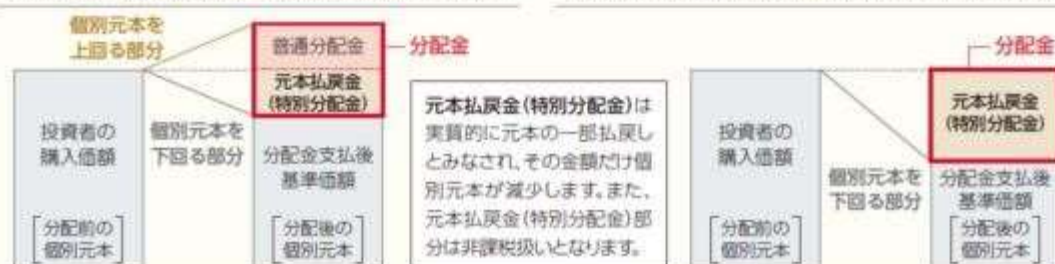 個別元本を
上回る部分
普通分配金
分配金
元本払戻金
(特別分配金)
投資者の
購入価額
個別元本を
下回る部分
分配金支払後
基準価額
[分配前の
個別元本]
[分配後の
個別元本]
元本払戻金(特別分配金)は
実質的に元本の一部払戻し
とみなされ、その金額だけ個
別元本が減少します。また、
元本払戻金(特別分配金)部
分は非課税扱いとなります。
分配金
元本払戻金
(特別分配金)
投資者の
購入価額
個別元本を
下回る部分
分配金支払後
基準価額
[分配前の
個別元本]
[分配後の
個別元本]